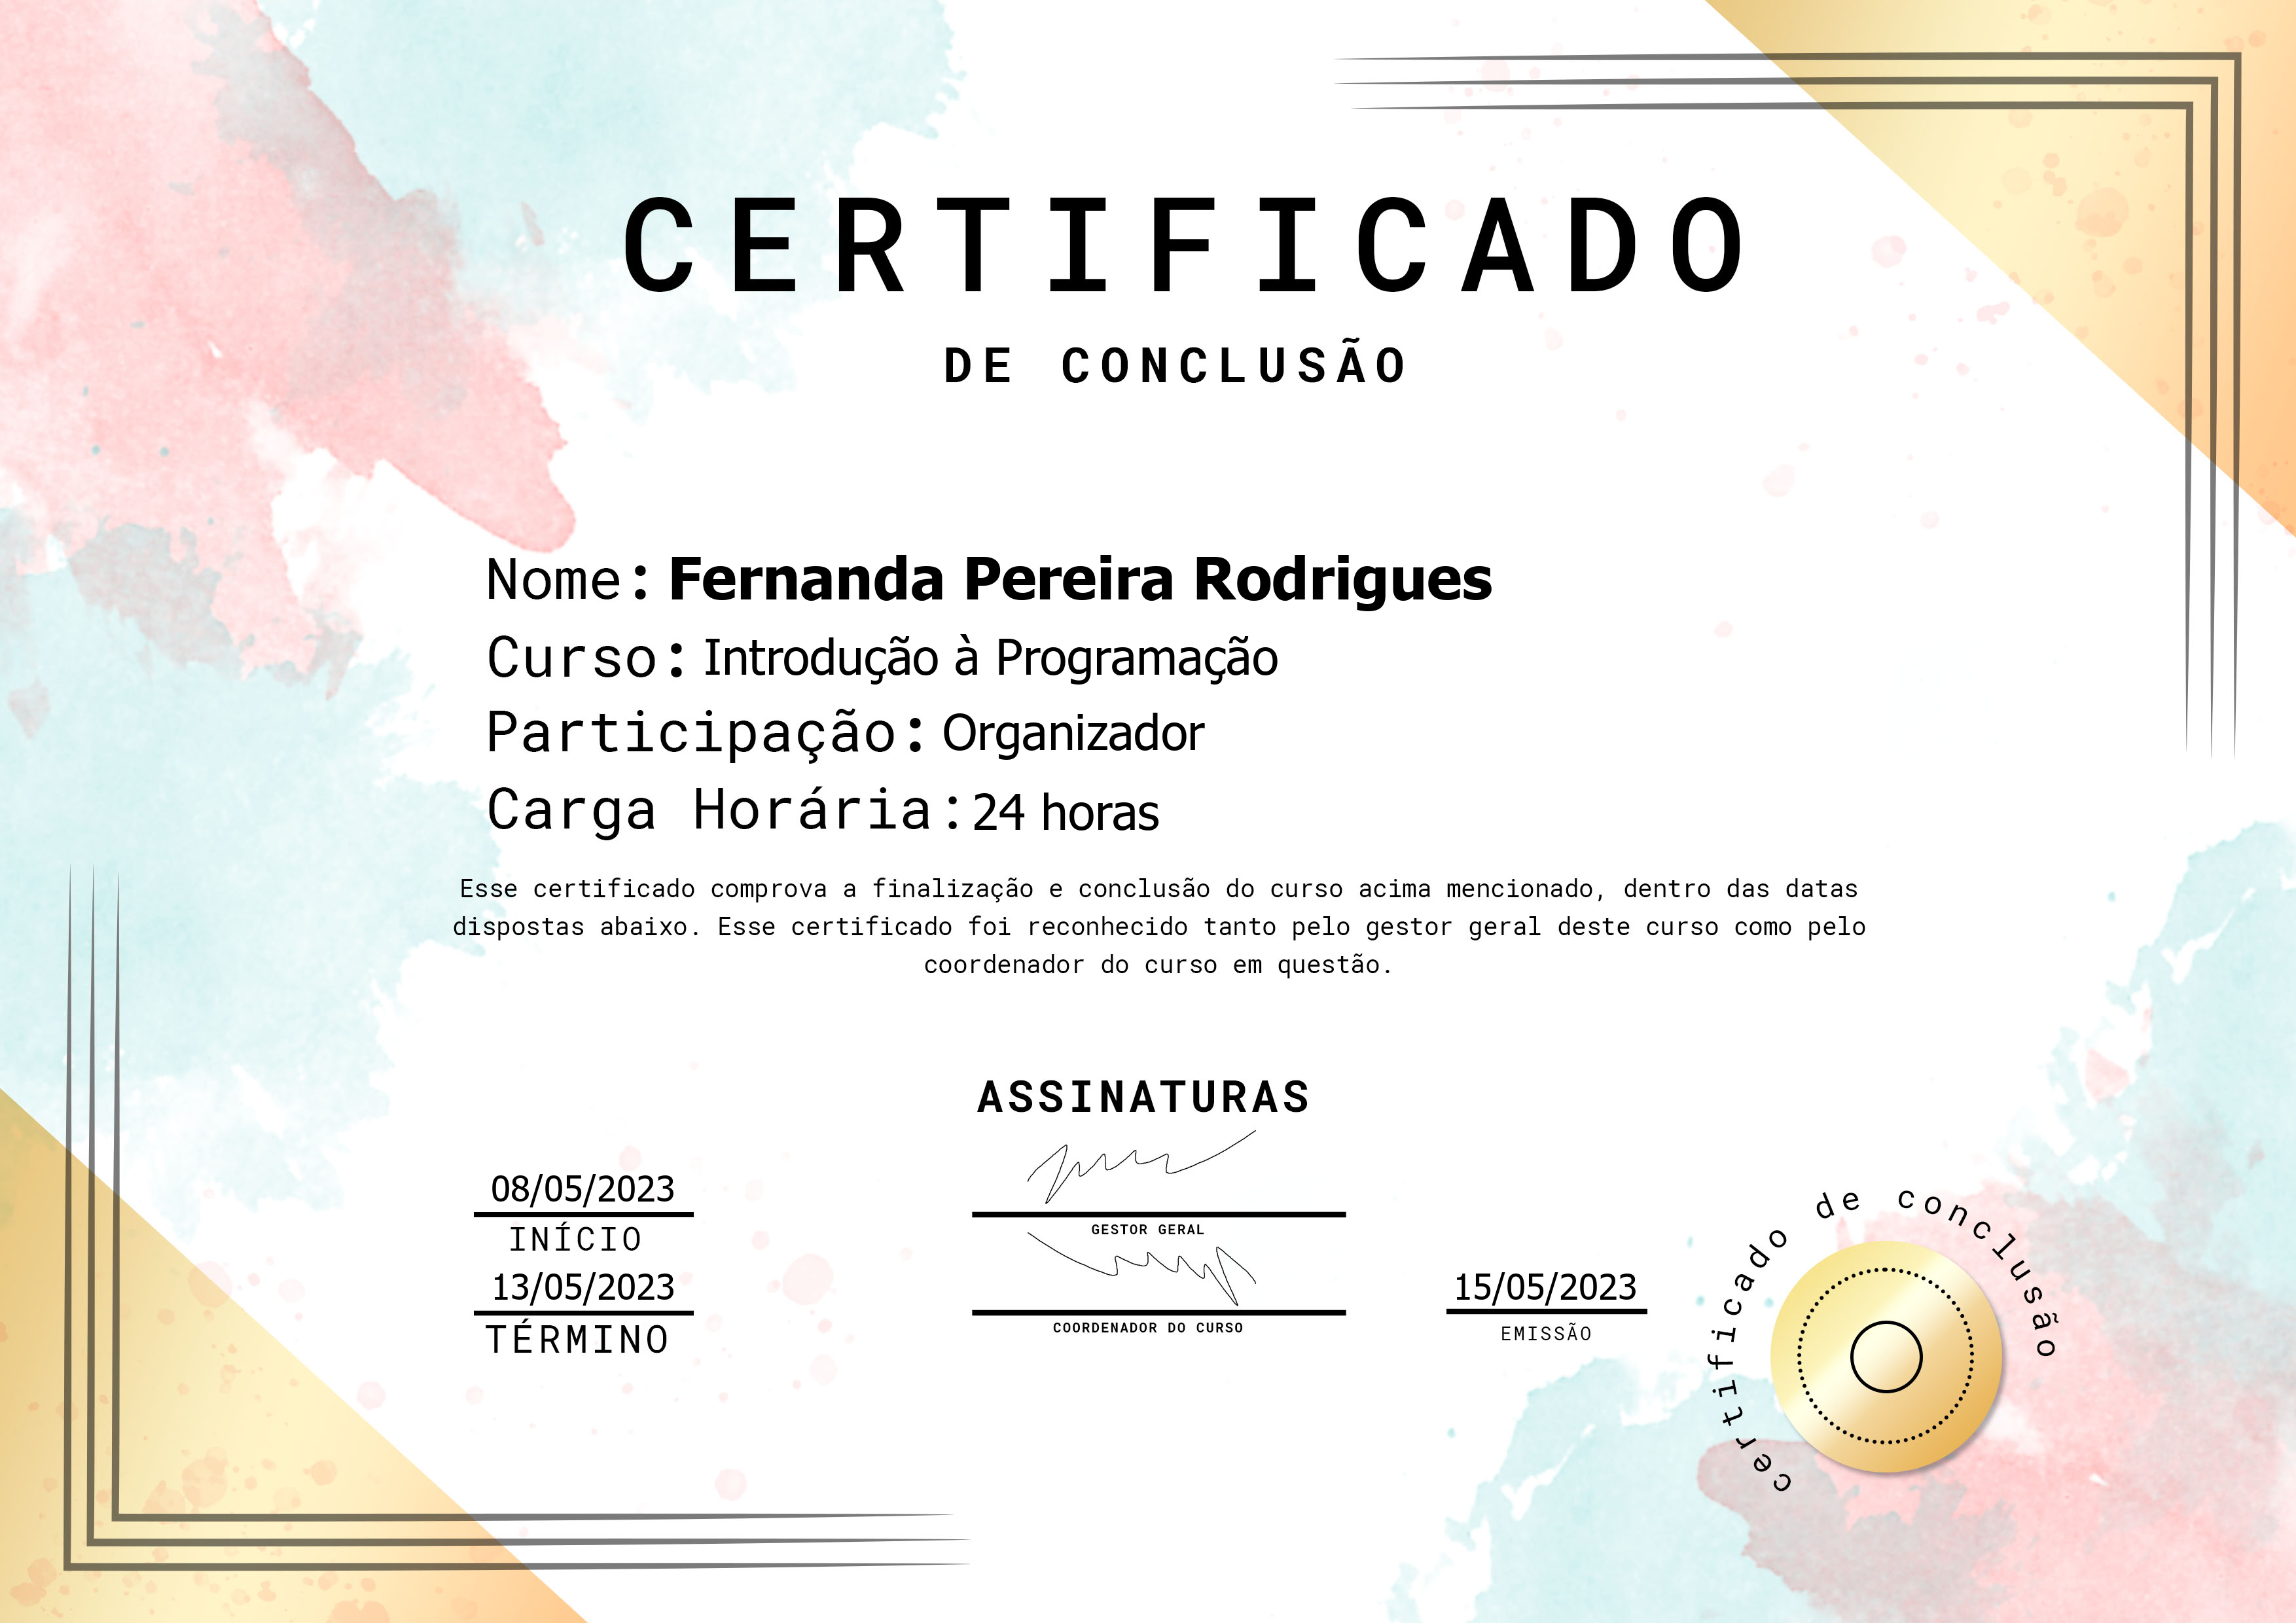 CERTIFICADO
DE CONCLUSÃO
Nome: Fernanda Pereira Rodrigues
Curso: Introdução à Programação
Participação: Organizador
Carga Horária: 24 horas
Esse certificado comprova a finalização e conclusão do curso acima mencionado, dentro das datas
dispostas abaixo. Esse certificado foi reconhecido tanto pelo gestor geral deste curso como pelo
coordenador do curso em questão.
ASSINATURAS
08/05/2023
INÍCIO
13/05/2023
TÉRMINO
GESTOR GERAL
COORDENADOR DO CURSO
15/05/2023
EMISSÃO
certificado de conclusão